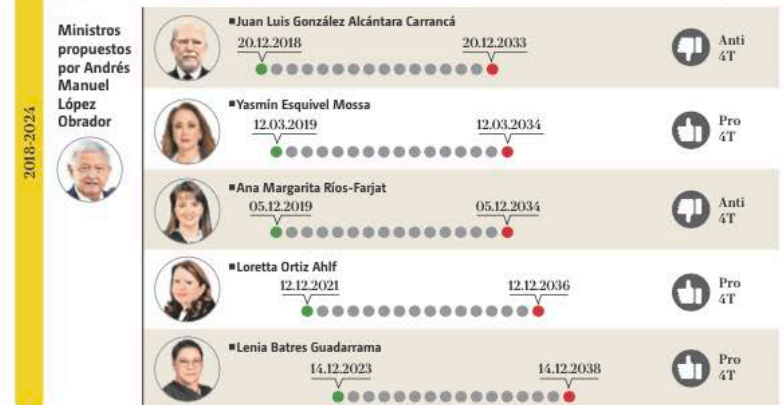 2018-2024
Ministros
propuestos
por Andrés
Manuel
López
Obrador
Juan Luis González Alcántara Carrancá
20.12.2018
20.12.2033
Anti
4T
Yasmín Esquivel Mossa
12.03.2019
12.03.2034
Pro
4T
Ana Margarita Ríos-Farjat
05.12.2019
05.12.2034
Anti
4T
Loretta Ortiz Ahlf
12.12.2021
12.12.2036
Pro
4T
Lenia Batres Guadarrama
14.12.2023
14.12.2038
Pro
4T